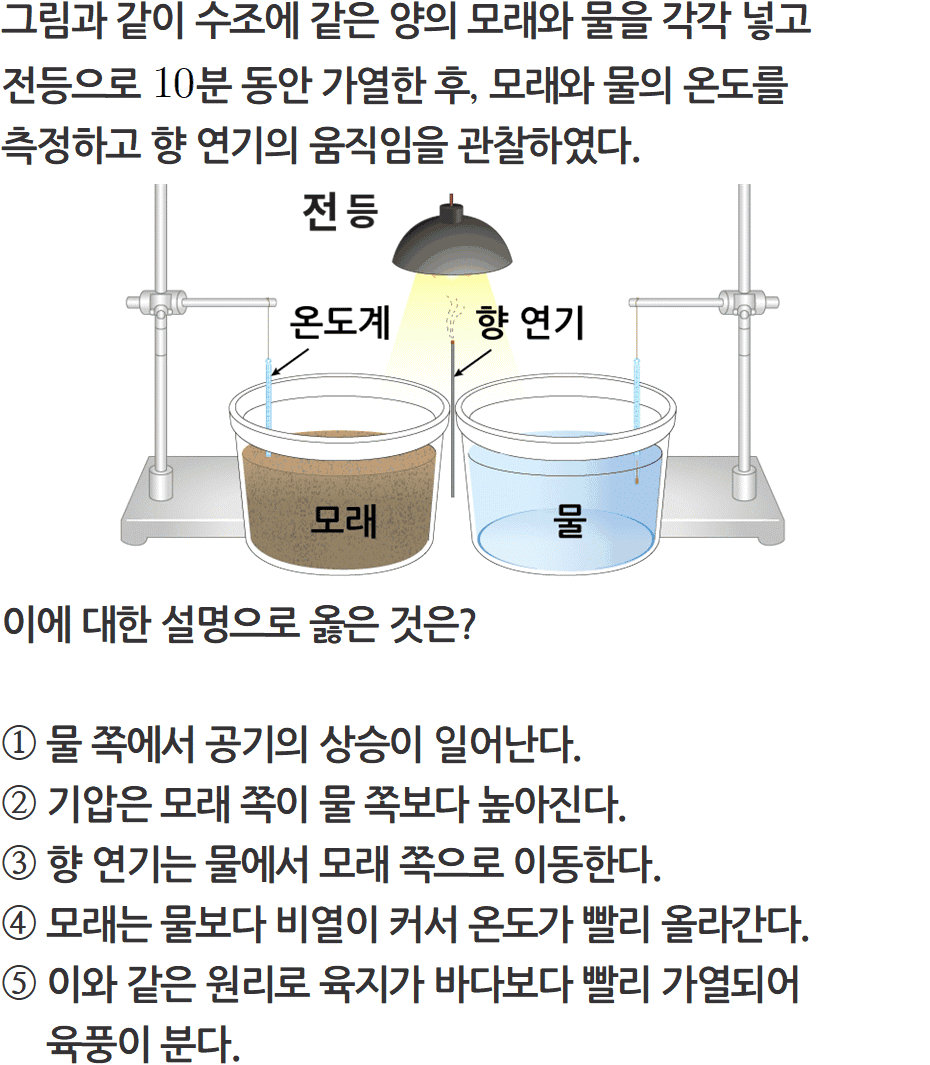 그림과 같이 수조에 같은 양의 모래와 물을 각각 넣고
전등으로 10분 동안 가열한 후, 모래와 물의 온도를
측정하고 향 연기의 움직임을 관찰하였다.
전등
온도계
향 연기
모래
물
이에 대한 설명으로 옳은 것은?
① 물 쪽에서 공기의 상승이 일어난다.
② 기압은 모래 쪽이 물 쪽보다 높아진다.
③ 향 연기는 물에서 모래 쪽으로 이동한다.
④ 모래는 물보다 비열이 커서 온도가 빨리 올라간다.
⑤ 이와 같은 원리로 육지가 바다보다 빨리 가열되어
육풍이 분다.